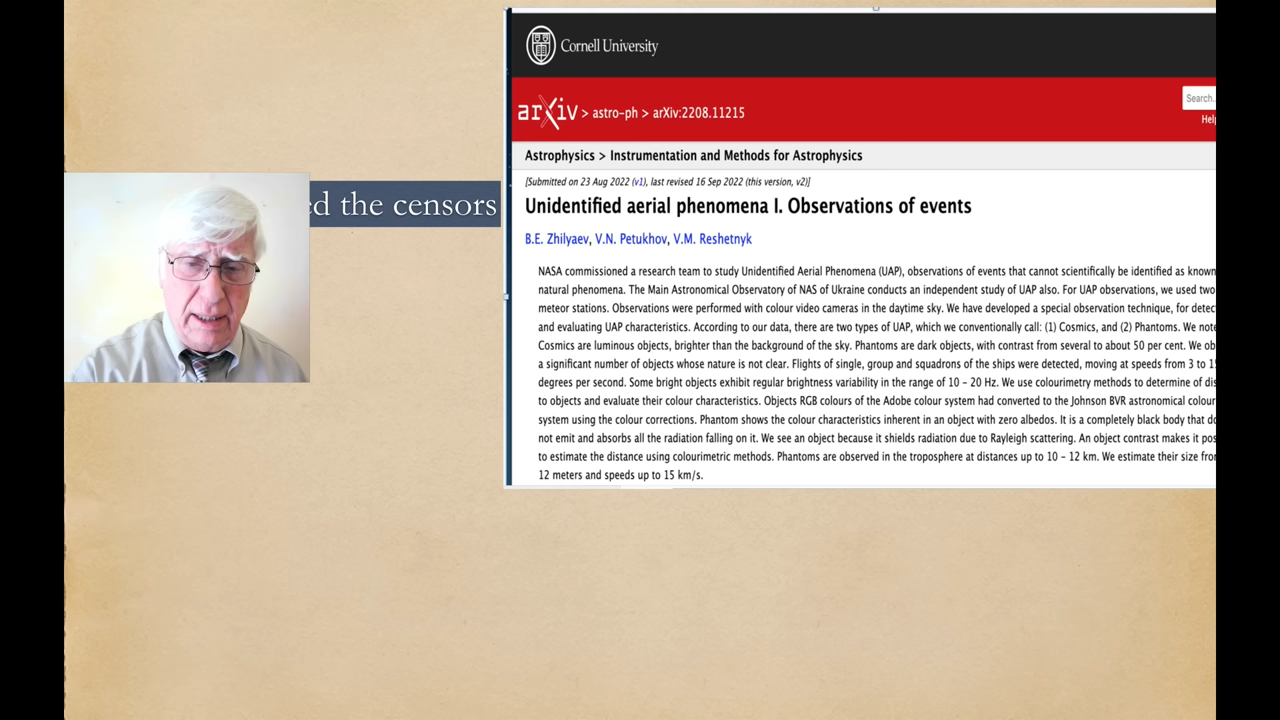 ed the censors
Cornell University
arXiv > astro-ph > arXiv:2208.11215
Search..
Help
Astrophysics > Instrumentation and Methods for Astrophysics
[Submitted on 23 Aug 2022 (v1), last revised 16 Sep 2022 (this version, v2)]
Unidentified aerial phenomena I. Observations of events
B.E. Zhilyaev, V.N. Petukhov, V.M. Reshetnyk
NASA commissioned a research team to study Unidentified Aerial Phenomena (UAP), observations of events that cannot scientifically be identified as known
natural phenomena. The Main Astronomical Observatory of NAS of Ukraine conducts an independent study of UAP also. For UAP observations, we used two
meteor stations. Observations were performed with colour video cameras in the daytime sky. We have developed a special observation technique, for detec
and evaluating UAP characteristics. According to our data, there are two types of UAP, which we conventionally call: (1) Cosmics, and (2) Phantoms. We note
Cosmics are luminous objects, brighter than the background of the sky. Phantoms are dark objects, with contrast from several to about 50 per cent. We ob
a significant number of objects whose nature is not clear. Flights of single, group and squadrons of the ships were detected, moving at speeds from 3 to 15
degrees per second. Some bright objects exhibit regular brightness variability in the range of 10 – 20 Hz. We use colourimetry methods to determine of dis
to objects and evaluate their colour characteristics. Objects RGB colours of the Adobe colour system had converted to the Johnson BVR astronomical colour
system using the colour corrections. Phantom shows the colour characteristics inherent in an object with zero albedos. It is a completely black body that do
not emit and absorbs all the radiation falling on it. We see an object because it shields radiation due to Rayleigh scattering. An object contrast makes it pos
to estimate the distance using colourimetric methods. Phantoms are observed in the troposphere at distances up to 10 – 12 km. We estimate their size fro
12 meters and speeds up to 15 km/s.